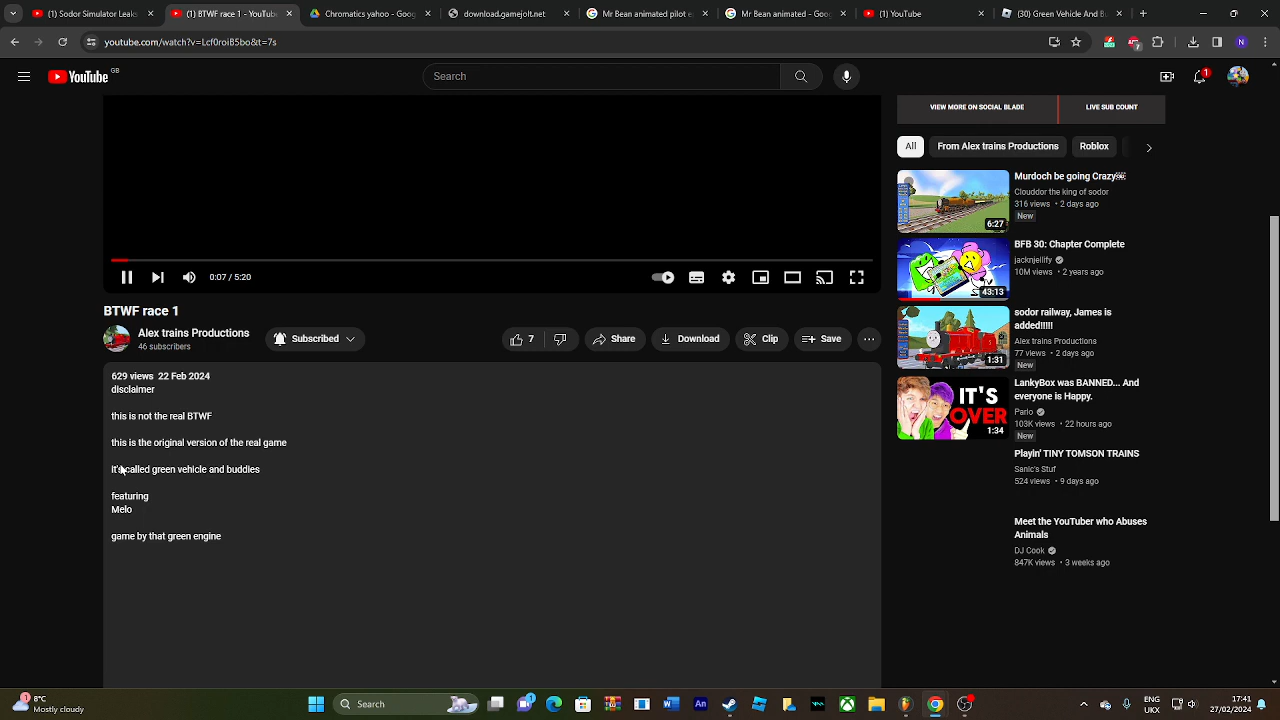 (1) Sodor Simulator Leaks
(1) BTWF race 1 - YouTube
Chromatics yahoo - Goog
download.gamejolt.net
Mr Bean animated pilot e
Mr Bean animated - Goog
(1) YouTube
(30) Green Vehicle And B
youtube.com/watch?v=Lcf0roiB5bo&t=7s
YouTube GB
Search
1
VIEW MORE ON SOCIAL BLADE
LIVE SUB COUNT
All
From Alex trains Productions
Roblox
0:07 / 5:20
BTWF race 1
Alex trains Productions
46 subscribers
Subscribed
7
Share
Download
Clip
Save
629 views 22 Feb 2024
disclaimer
this is not the real BTWF
this is the original version of the real game
It's called green vehicle and buddies
featuring
Melo
game by that green engine
6:27
Murdoch be going Crazy
Clouddor the king of sodor
316 views • 2 days ago
New
43:13
BFB 30: Chapter Complete
jacknjellify
10M views • 2 years ago
1:31
sodor railway, James is
added!!!!!
Alex trains Productions
77 views • 2 days ago
New
IT'S
OVER
1:34
LankyBox was BANNED... And
everyone is Happy.
Parlo
103K views • 22 hours ago
New
Playin' TINY TOMSON TRAINS
Sanic's Stuf
524 views • 9 days ago
Meet the YouTuber who Abuses
Animals
DJ Cook
847K views • 3 weeks ago
8°C
Mostly cloudy
Search
ENG
UKX
17:41
27/02/2024